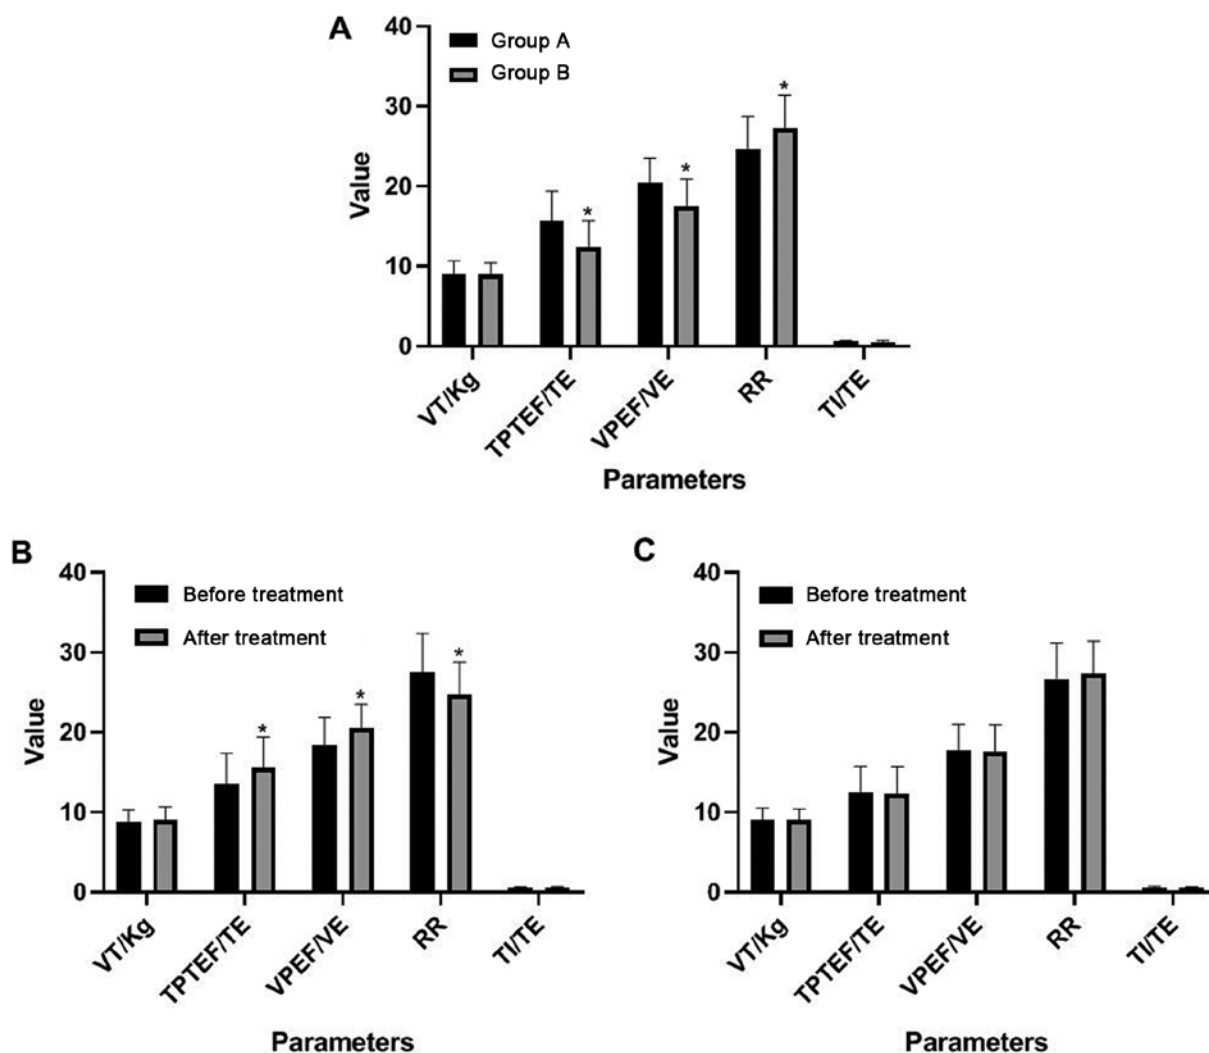 A
Group A
Group B
Value
40
30
20
10
0
*
*
*
VT/Kg
TPTEF/TE
VPEF/VE
RR
TI/TE
Parameters
B
Before treatment
After treatment
Value
40
30
20
10
0
*
*
*
VT/Kg
TPTEF/TE
VPEF/VE
RR
TI/TE
Parameters
C
Before treatment
After treatment
Value
40
30
20
10
0
VT/Kg
TPTEF/TE
VPEF/VE
RR
TI/TE
Parameters